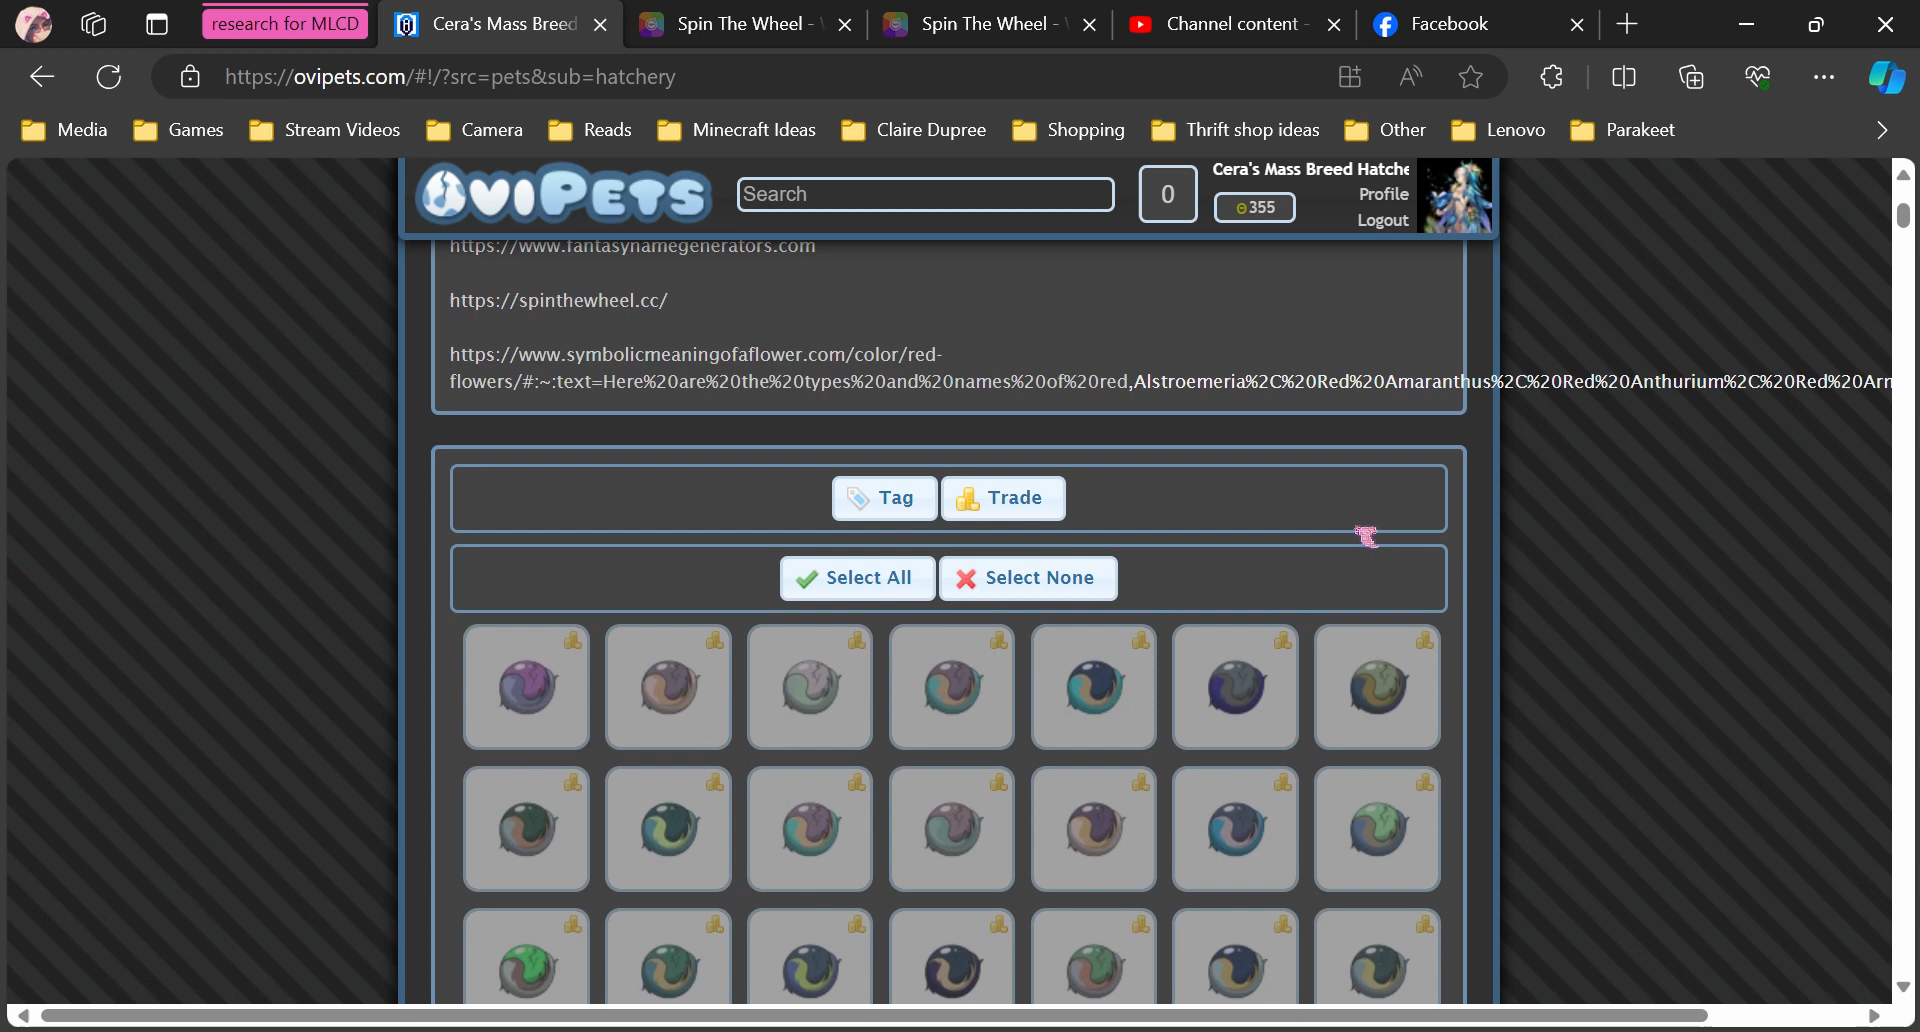 research for MLCD
Cera's Mass Breed
Spin The Wheel -
Spin The Wheel -
Channel content -
Facebook
https://ovipets.com/#!/?src=pets&sub=hatchery
Media
Games
Stream Videos
Camera
Reads
Minecraft Ideas
Claire Dupree
Shopping
Thrift shop ideas
Other
Lenovo
Parakeet
OviPets
Search
0
Cera's Mass Breed Hatche
355
Profile
Logout
https://www.fantasynamegenerators.com
https://spinthewheel.cc/
https://www.symbolicmeaningofaflower.com/color/red-
flowers/#:~:text=Here%20are%20the%20types%20and%20names%20of%20red,Alstroemeria%2C%20Red%20Amaranthus%2C%20Red%20Anthurium%2C%20Red%20Arn
Tag
Trade
Select All
Select None